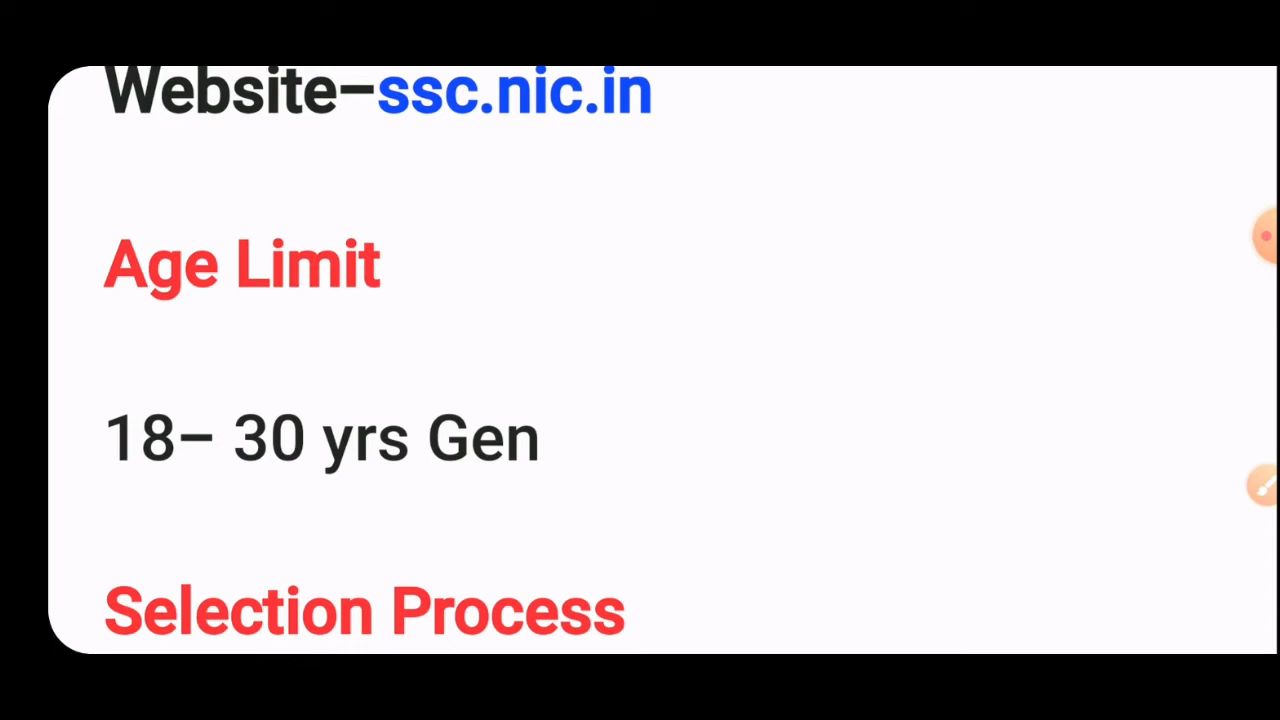 Website–ssc.nic.in
Age Limit
18– 30 yrs Gen
Selection Process